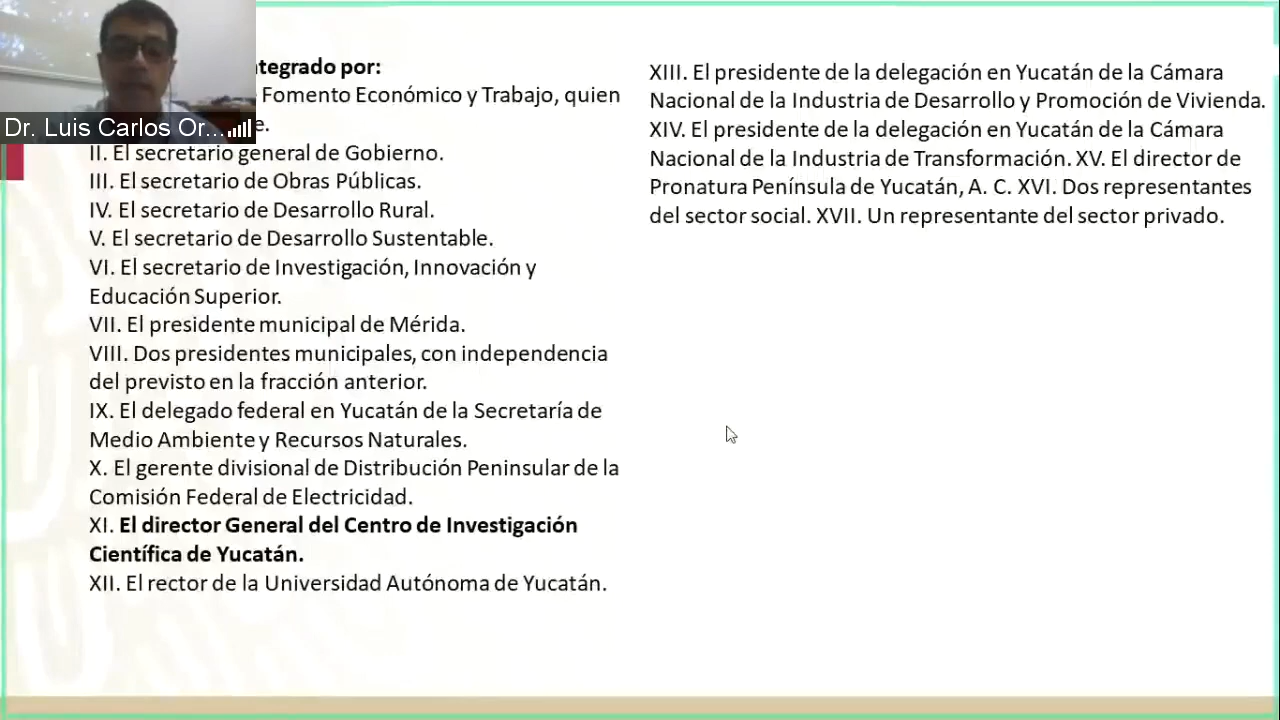 Dr. Luis Carlos Or...
ntegrado por:
Fomento Económico y Trabajo, quien
e.
II. El secretario general de Gobierno.
III. El secretario de Obras Públicas.
IV. El secretario de Desarrollo Rural.
V. El secretario de Desarrollo Sustentable.
VI. El secretario de Investigación, Innovación y
Educación Superior.
VII. El presidente municipal de Mérida.
VIII. Dos presidentes municipales, con independencia
del previsto en la fracción anterior.
IX. El delegado federal en Yucatán de la Secretaría de
Medio Ambiente y Recursos Naturales.
X. El gerente divisional de Distribución Peninsular de la
Comisión Federal de Electricidad.
XI. El director General del Centro de Investigación
Científica de Yucatán.
XII. El rector de la Universidad Autónoma de Yucatán.
XIII. El presidente de la delegación en Yucatán de la Cámara
Nacional de la Industria de Desarrollo y Promoción de Vivienda.
XIV. El presidente de la delegación en Yucatán de la Cámara
Nacional de la Industria de Transformación. XV. El director de
Pronatura Península de Yucatán, A. C. XVI. Dos representantes
del sector social. XVII. Un representante del sector privado.